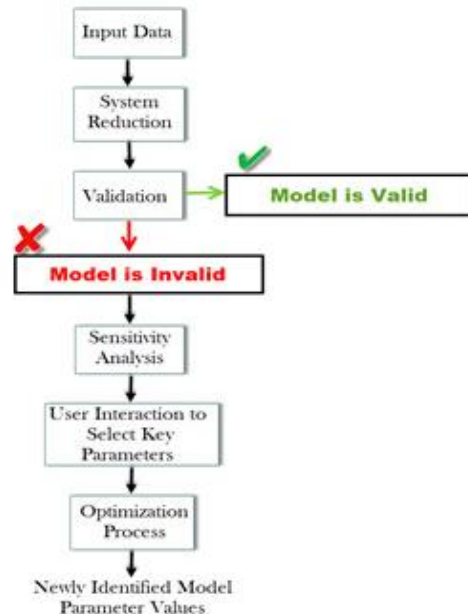 Input Data
System
Reduction
Validation
Model is Valid
Model is Invalid
Sensitivity
Analysis
User Interaction to
Select Key
Parameters
Optimization
Process
Newly Identified Model
Parameter Values